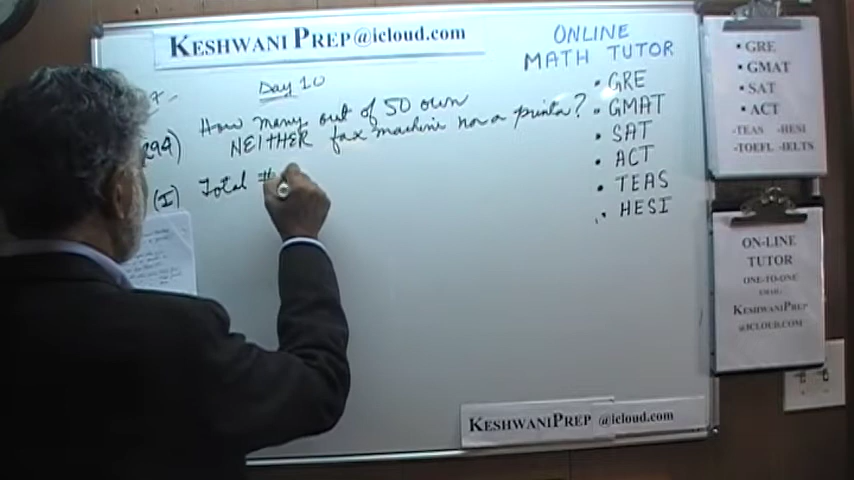 KESHWANI PREP@icloud.com
Day 10
294) How many out of 50 own
NEITHER fax machine nor a printer?
(I) Total #
ONLINE
MATH TUTOR
• GRE
• GMAT
• SAT
• ACT
• TEAS
• HESI
• GRE
• GMAT
• SAT
• ACT
-TEAS -HESI
-TOEFL -IELTS
ON-LINE
TUTOR
ONE-TO-ONE
EMAIL:
KESHWANIPREP
@ICLOUD.COM
KESHWANIPREP @icloud.com